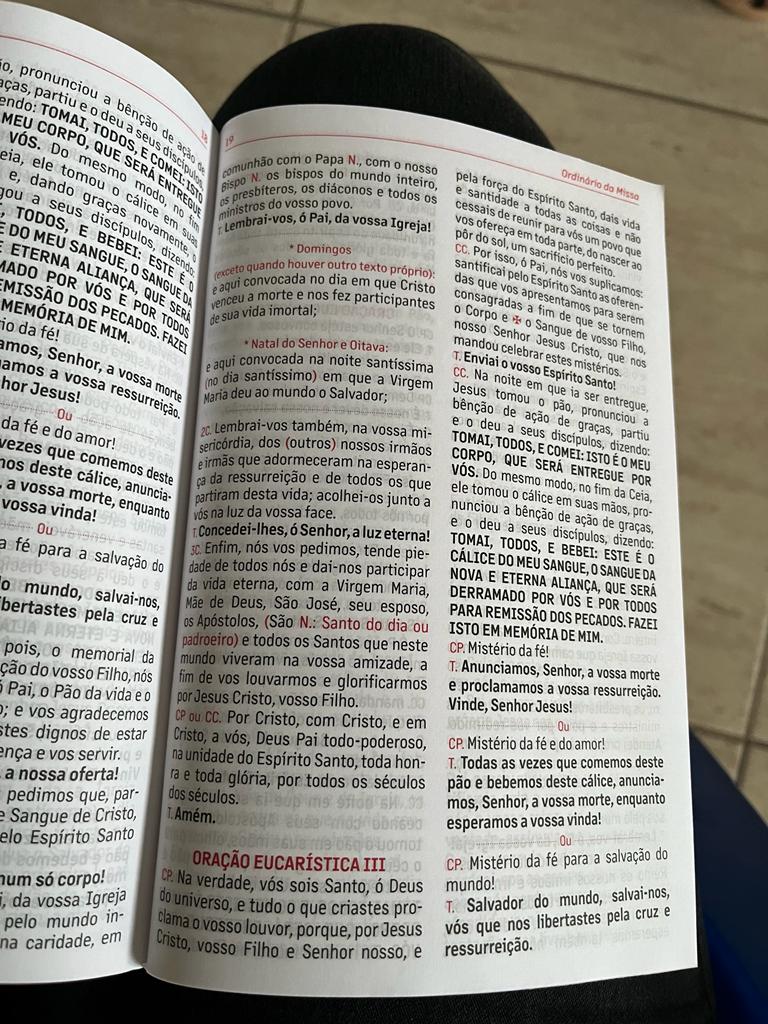 ão, pronunciou a bênção de ação de
aças, partiu e o deu a seus discípulos,
endo: TOMAI, TODOS, E COMEI: ISTO
MEU CORPO, QUE SERÁ ENTREGUE
VÓS. Do mesmo modo, no fim
eia, ele tomou o cálice em suas
e, dando graças novamente, o
gou a seus discípulos, dizendo:
, TODOS, E BEBEI: ESTE É O
E DO MEU SANGUE, O SANGUE DA
E ETERNA ALIANÇA, QUE SERÁ
MADO POR VÓS E POR TODOS
REMISSÃO DOS PECADOS. FAZEI
MEMÓRIA DE MIM.
rio da fé!
amos, Senhor, a vossa morte
mamos a vossa ressurreição.
hor Jesus!
Ou
da fé e do amor!
vezes que comemos deste
mos deste cálice, anuncia-
, a vossa morte, enquanto
vossa vinda!
Ou
a fé para a salvação do
do mundo, salvai-nos,
ibertastes pela cruz e
pois, o memorial da
ção do vosso Filho, nós
ó Pai, o Pão da vida e o
o; e vos agradecemos
stes dignos de estar
ença e vos servir.
a nossa oferta!
pedimos que, par-
e Sangue de Cristo,
elo Espírito Santo
num só corpo!
i, da vossa Igreja
pelo mundo in-
na caridade, em
18
19
comunhão com o Papa N., com o nosso
Bispo N. os bispos do mundo inteiro,
os presbíteros, os diáconos e todos os
ministros do vosso povo.
T. Lembrai-vos, ó Pai, da vossa Igreja!
* Domingos
(exceto quando houver outro texto próprio):
e aqui convocada no dia em que Cristo
venceu a morte e nos fez participantes
de sua vida imortal;
* Natal do Senhor e Oitava:
e aqui convocada na noite santíssima
(no dia santíssimo) em que a Virgem
Maria deu ao mundo o Salvador;
2C. Lembrai-vos também, na vossa mi-
sericórdia, dos (outros) nossos irmãos
e irmãs que adormeceram na esperan-
ça da ressurreição e de todos os que
partiram desta vida; acolhei-os junto a
vós na luz da vossa face.
T. Concedei-lhes, ó Senhor, a luz eterna!
3C. Enfim, nós vos pedimos, tende pie-
dade de todos nós e dai-nos participar
da vida eterna, com a Virgem Maria,
Mãe de Deus, São José, seu esposo,
os Apóstolos, (São N.: Santo do dia ou
padroeiro) e todos os Santos que neste
mundo viveram na vossa amizade, a
fim de vos louvarmos e glorificarmos
por Jesus Cristo, vosso Filho.
CP ou CC. Por Cristo, com Cristo, e em
Cristo, a vós, Deus Pai todo-poderoso,
na unidade do Espírito Santo, toda hon-
ra e toda glória, por todos os séculos
dos séculos.
T. Amém.
ORAÇÃO EUCARÍSTICA III
CP. Na verdade, vós sois Santo, ó Deus
do universo, e tudo o que criastes pro-
clama o vosso louvor, porque, por Jesus
Cristo, vosso Filho e Senhor nosso, e
Ordinário da Missa
pela força do Espírito Santo, dais vida
e santidade a todas as coisas e não
cessais de reunir para vós um povo que
vos ofereça em toda parte, do nascer ao
pôr do sol, um sacrifício perfeito.
CC. Por isso, ó Pai, nós vos suplicamos:
santificai pelo Espírito Santo as oferen-
das que vos apresentamos para serem
consagradas a fim de que se tornem
o Corpo e ✠ o Sangue de vosso Filho,
nosso Senhor Jesus Cristo, que nos
mandou celebrar estes mistérios.
T. Enviai o vosso Espírito Santo!
CC. Na noite em que ia ser entregue,
Jesus tomou o pão, pronunciou a
bênção de ação de graças, partiu
e o deu a seus discípulos, dizendo:
TOMAI, TODOS, E COMEI: ISTO É O MEU
CORPO, QUE SERÁ ENTREGUE POR
VÓS. Do mesmo modo, no fim da Ceia,
ele tomou o cálice em suas mãos, pro-
nunciou a bênção de ação de graças,
e o deu a seus discípulos, dizendo:
TOMAI, TODOS, E BEBEI: ESTE É O
CÁLICE DO MEU SANGUE, O SANGUE DA
NOVA E ETERNA ALIANÇA, QUE SERÁ
DERRAMADO POR VÓS E POR TODOS
PARA REMISSÃO DOS PECADOS. FAZEI
ISTO EM MEMÓRIA DE MIM.
CP. Mistério da fé!
T. Anunciamos, Senhor, a vossa morte
e proclamamos a vossa ressurreição.
Vinde, Senhor Jesus!
Ou
CP. Mistério da fé e do amor!
T. Todas as vezes que comemos deste
pão e bebemos deste cálice, anuncia-
mos, Senhor, a vossa morte, enquanto
esperamos a vossa vinda!
Ou
CP. Mistério da fé para a salvação do
mundo!
T. Salvador do mundo, salvai-nos,
vós que nos libertastes pela cruz e
ressurreição.